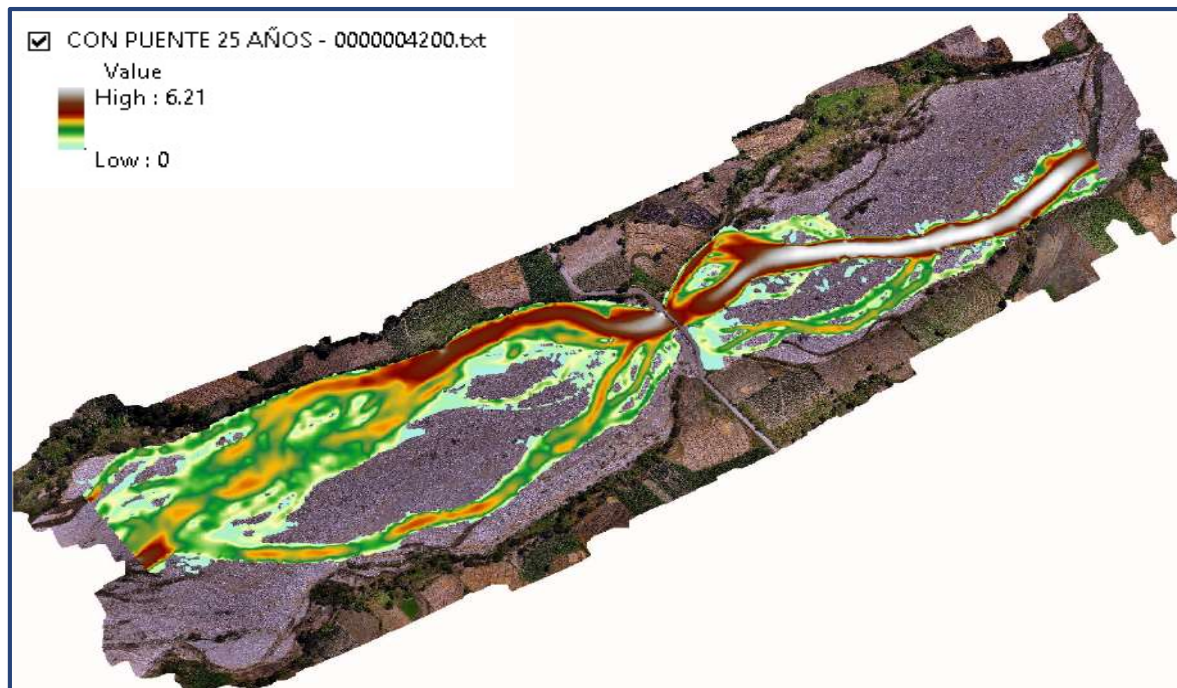 CON PUENTE 25 AÑOS - 0000004200.txt
Value
High : 6.21
Low : 0